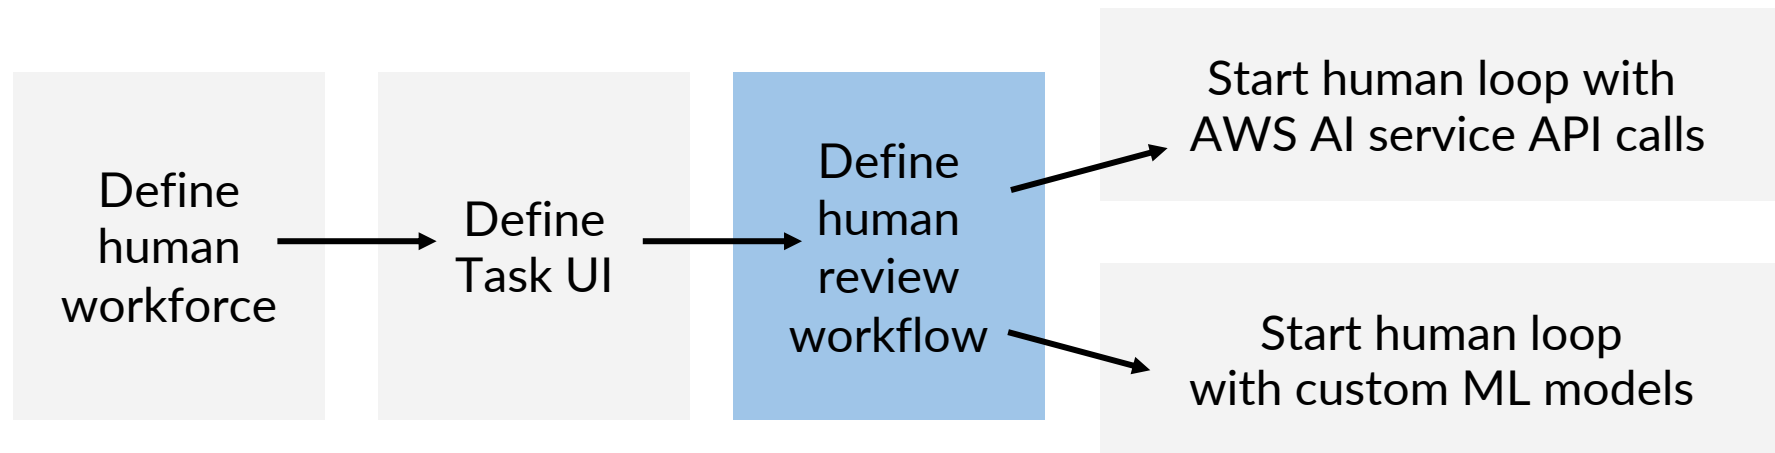 Define
human
workforce
Define
Task UI
Define
human
review
workflow
Start human loop with
AWS AI service API calls
Start human loop
with custom ML models